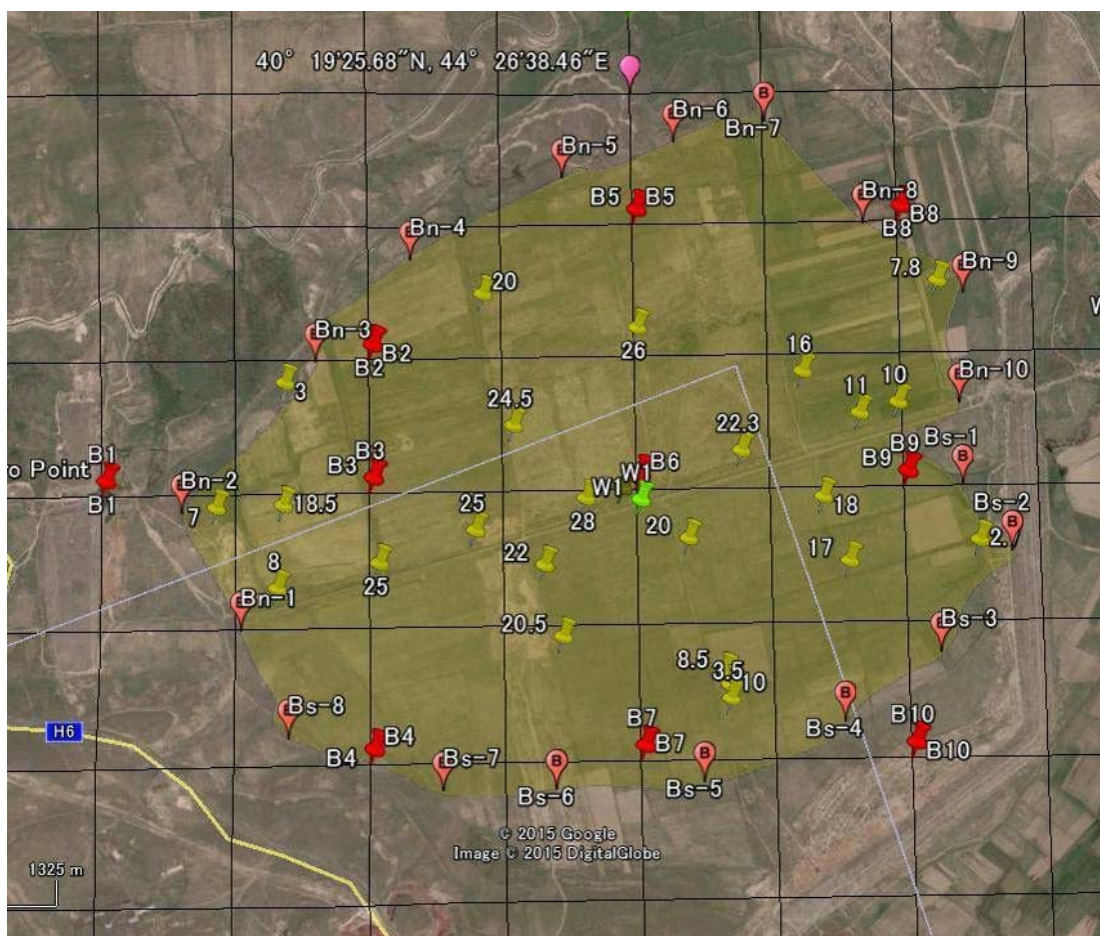 40° 19'25.68"N, 44° 26'38.46"E
Bn-6
Bn-7
Bn-5
B5 B5
Bn-8
B8
B8
Bn-4
7.8
Bn-9
20
Bn-3
B2
B2
26
16
3
Bn-10
11
10
24.5
22.3
B1
ro Point
B1
B3
B3
B9
B9
Bs-1
Bn-2
7
18.5
W1
W1
B6
Bs-2
28
18
25
20
2.
22
17
8
25
Bn-1
20.5
Bs-3
8.5
3.5
10
Bs-8
Bs-4
H6
B4
B4
B7
B7
B10
B10
Bs-7
Bs-6
Bs-5
© 2015 Google
Image © 2015 DigitalGlobe
1325 m